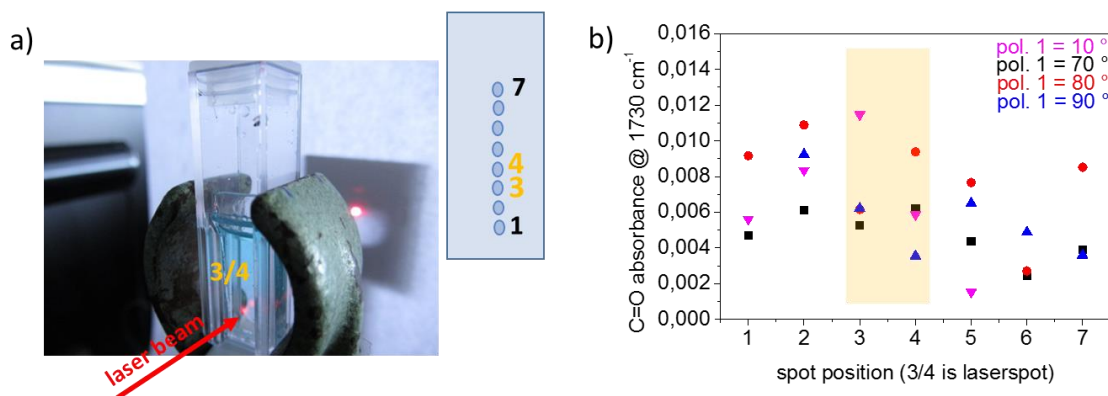 a)
7
4
3
1
3/4
laser beam
b)
pol. 1 = 10 °
pol. 1 = 70 °
pol. 1 = 80 °
pol. 1 = 90 °
C=O absorbance @ 1730 cm⁻¹
0,016
0,014
0,012
0,010
0,008
0,006
0,004
0,002
0,000
1 2 3 4 5 6 7
spot position (3/4 is laserspot)